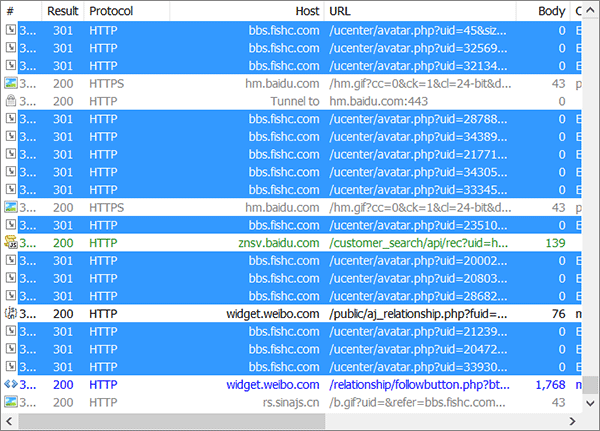 # Result Protocol Host URL Body C
3... 301 HTTP bbs.fishc.com /ucenter/avatar.php?uid=45&siz... 0 E
3... 301 HTTP bbs.fishc.com /ucenter/avatar.php?uid=32569... 0 E
3... 301 HTTP bbs.fishc.com /ucenter/avatar.php?uid=32134... 0 E
3... 200 HTTPS hm.baidu.com /hm.gif?cc=0&ck=1&cl=24-bit&d... 43 p
3... 200 HTTP Tunnel to hm.baidu.com:443 0
3... 301 HTTP bbs.fishc.com /ucenter/avatar.php?uid=28788... 0 E
3... 301 HTTP bbs.fishc.com /ucenter/avatar.php?uid=34389... 0 E
3... 301 HTTP bbs.fishc.com /ucenter/avatar.php?uid=21771... 0 E
3... 301 HTTP bbs.fishc.com /ucenter/avatar.php?uid=34305... 0 E
3... 301 HTTP bbs.fishc.com /ucenter/avatar.php?uid=33345... 0 E
3... 200 HTTPS hm.baidu.com /hm.gif?cc=0&ck=1&cl=24-bit&d... 43 p
3... 301 HTTP bbs.fishc.com /ucenter/avatar.php?uid=23510... 0 E
3... 200 HTTP znsv.baidu.com /customer_search/api/rec?uid=h... 139
3... 301 HTTP bbs.fishc.com /ucenter/avatar.php?uid=20002... 0 E
3... 301 HTTP bbs.fishc.com /ucenter/avatar.php?uid=20803... 0 E
3... 301 HTTP bbs.fishc.com /ucenter/avatar.php?uid=28682... 0 E
3... 200 HTTP widget.weibo.com /public/aj_relationship.php?fuid=... 76 n
3... 301 HTTP bbs.fishc.com /ucenter/avatar.php?uid=21239... 0 E
3... 301 HTTP bbs.fishc.com /ucenter/avatar.php?uid=20472... 0 E
3... 301 HTTP bbs.fishc.com /ucenter/avatar.php?uid=33930... 0 E
3... 200 HTTP widget.weibo.com /relationship/followbutton.php?bt... 1,768 n
3... 200 HTTP rs.sinajs.cn /b.gif?uid=&refer=bbs.fishc.com... 43